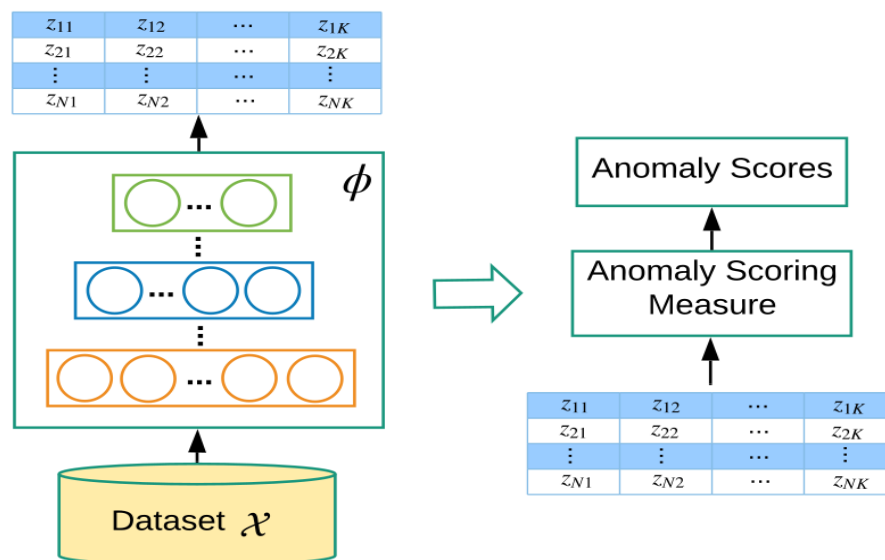 z11 z12 ⋯ z1K
z21 z22 ⋯ z2K
⋮ ⋮ ⋯ ⋮
zN1 zN2 ⋯ zNK
ϕ
...
⋮
...
⋮
...
Dataset 𝒳
Anomaly Scores
Anomaly Scoring
Measure
z11 z12 ⋯ z1K
z21 z22 ⋯ z2K
⋮ ⋮ ⋯ ⋮
zN1 zN2 ⋯ zNK